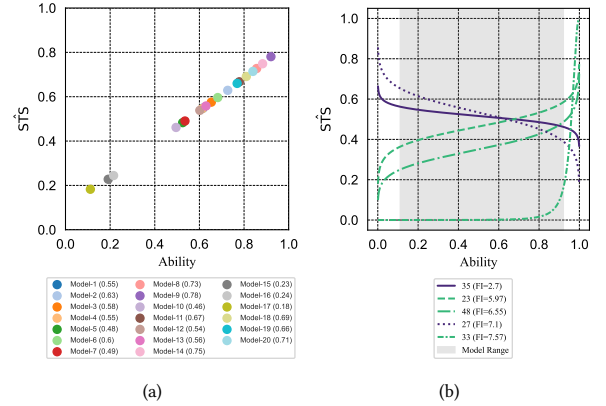 (a)
1.0
0.8
0.6
0.4
0.2
0.0
ST̂S
0.0 0.2 0.4 0.6 0.8 1.0
Ability
Model-1 (0.55)
Model-2 (0.63)
Model-3 (0.58)
Model-4 (0.55)
Model-5 (0.48)
Model-6 (0.6)
Model-7 (0.49)
Model-8 (0.73)
Model-9 (0.78)
Model-10 (0.46)
Model-11 (0.67)
Model-12 (0.54)
Model-13 (0.56)
Model-14 (0.75)
Model-15 (0.23)
Model-16 (0.24)
Model-17 (0.18)
Model-18 (0.69)
Model-19 (0.66)
Model-20 (0.71)
(b)
1.0
0.8
0.6
0.4
0.2
0.0
ST̂S
0.0 0.2 0.4 0.6 0.8 1.0
Ability
35 (FI=2.7)
23 (FI=5.97)
48 (FI=6.55)
27 (FI=7.1)
33 (FI=7.57)
Model Range